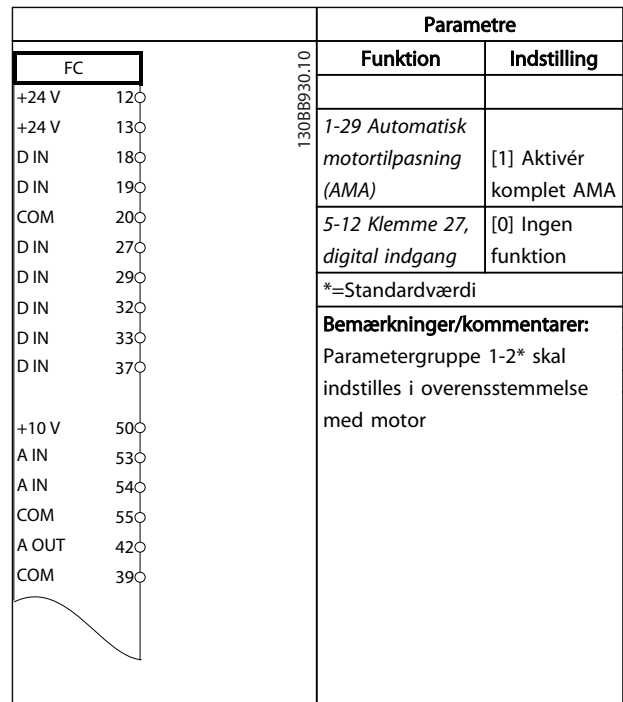 FC
+24 V 12
+24 V 13
D IN 18
D IN 19
COM 20
D IN 27
D IN 29
D IN 32
D IN 33
D IN 37
+10 V 50
A IN 53
A IN 54
COM 55
A OUT 42
COM 39
130BB930.10
Parametre
Funktion Indstilling
1-29 Automatisk
motortilpasning [1] Aktivér
(AMA) komplet AMA
5-12 Klemme 27, [0] Ingen
digital indgang funktion
*=Standardværdi
Bemærkninger/kommentarer:
Parametergruppe 1-2* skal
indstilles i overensstemmelse
med motor